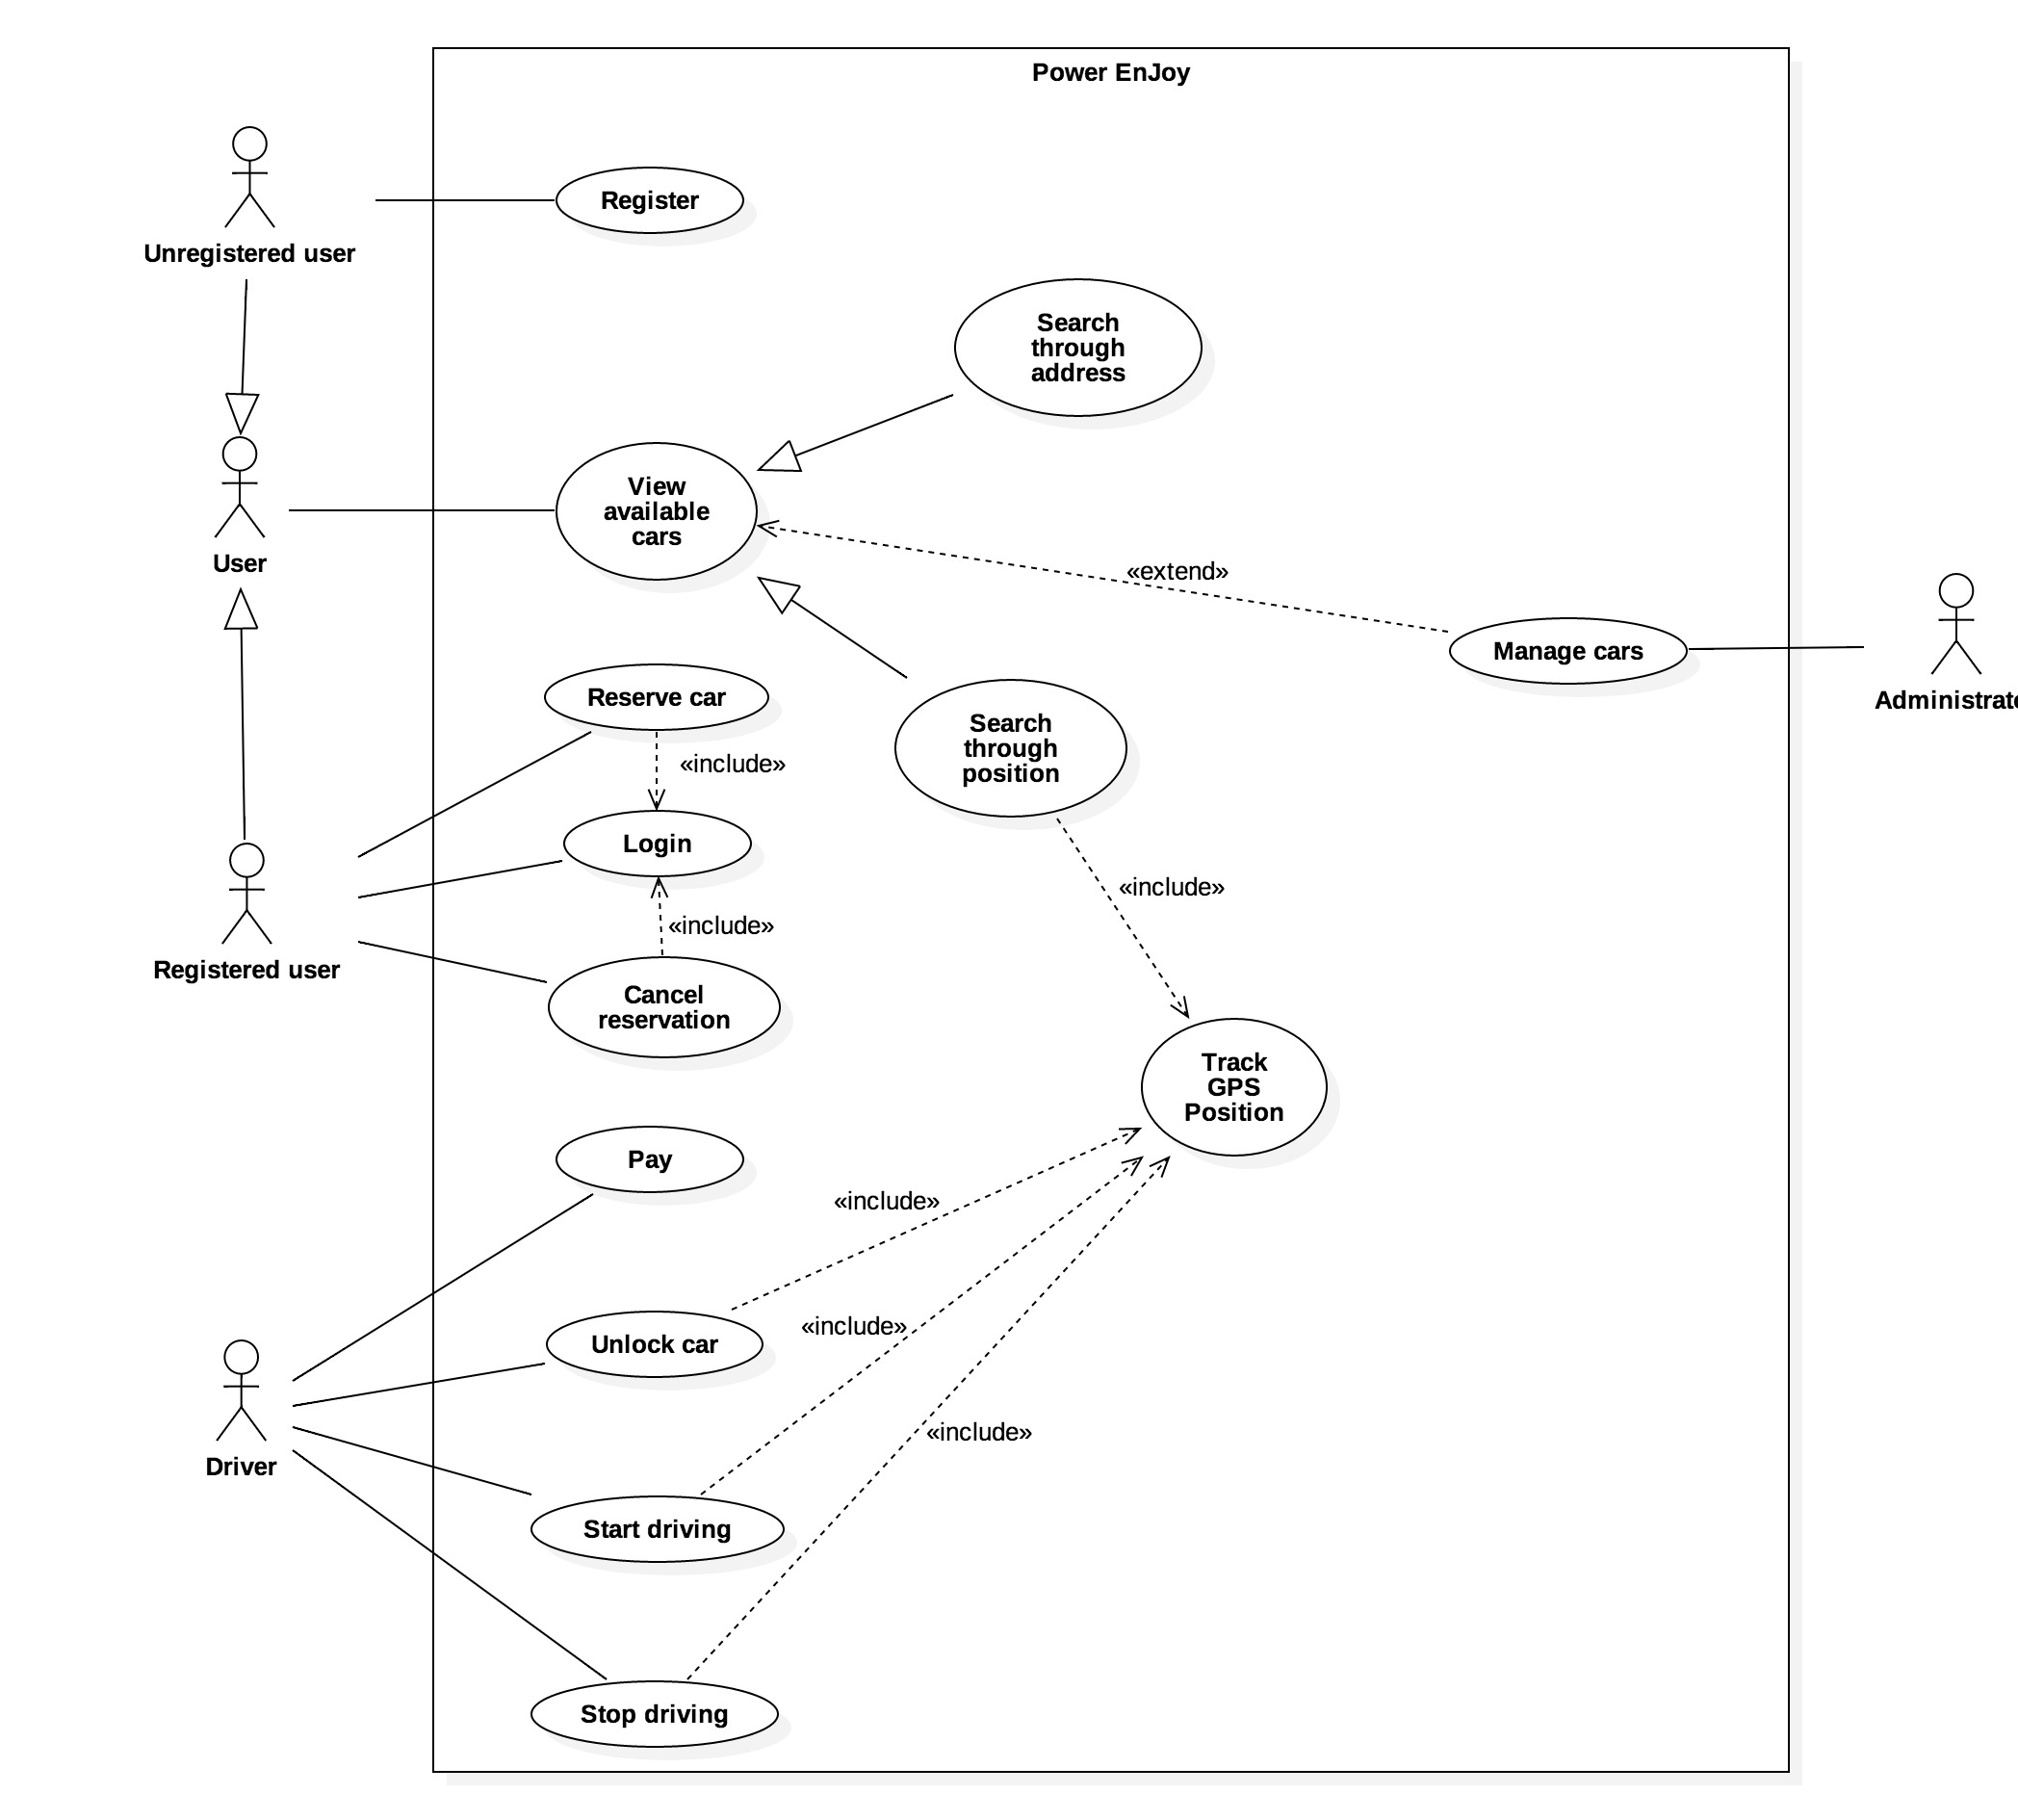 Power EnJoy
Unregistered user
Register
Search
through
address
View
available
cars
User
«extend»
Manage cars
Administrat
Reserve car
«include»
Search
through
position
Login
«include»
«include»
Registered user
Cancel
reservation
Track
GPS
Position
Pay
«include»
Unlock car
«include»
Driver
«include»
Start driving
Stop driving